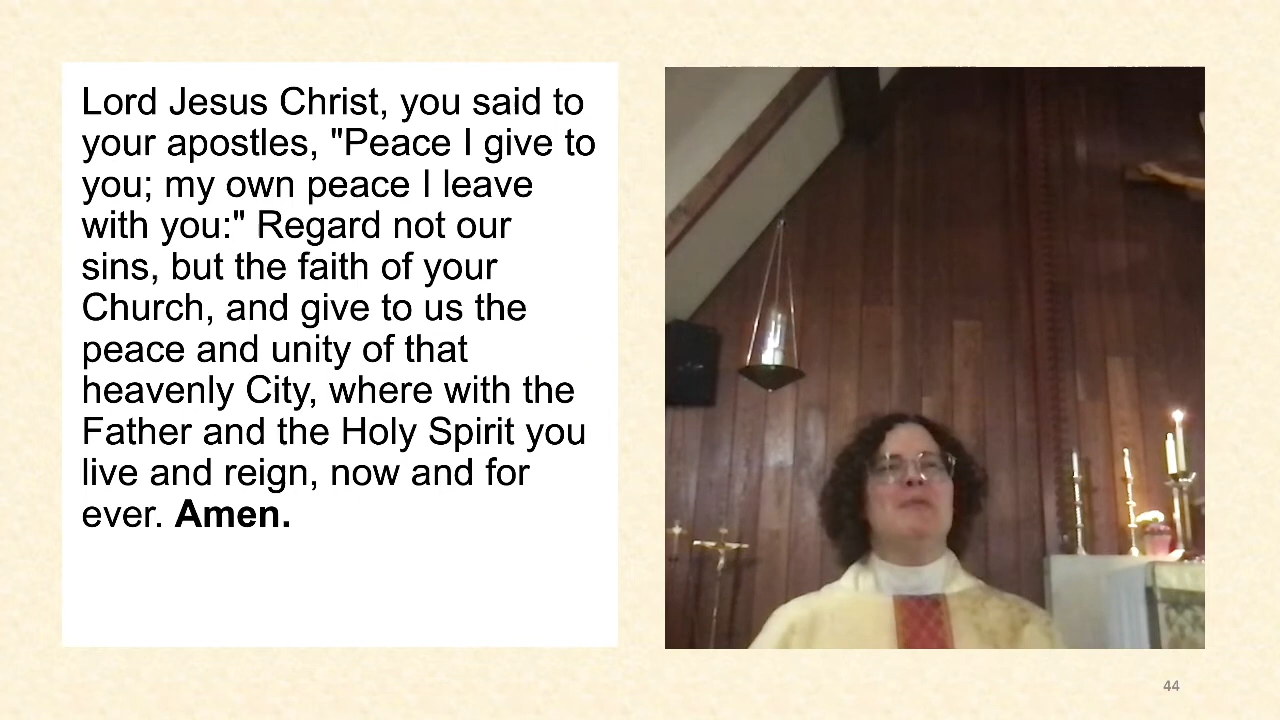 Lord Jesus Christ, you said to
your apostles, "Peace I give to
you; my own peace I leave
with you:" Regard not our
sins, but the faith of your
Church, and give to us the
peace and unity of that
heavenly City, where with the
Father and the Holy Spirit you
live and reign, now and for
ever. Amen.
44